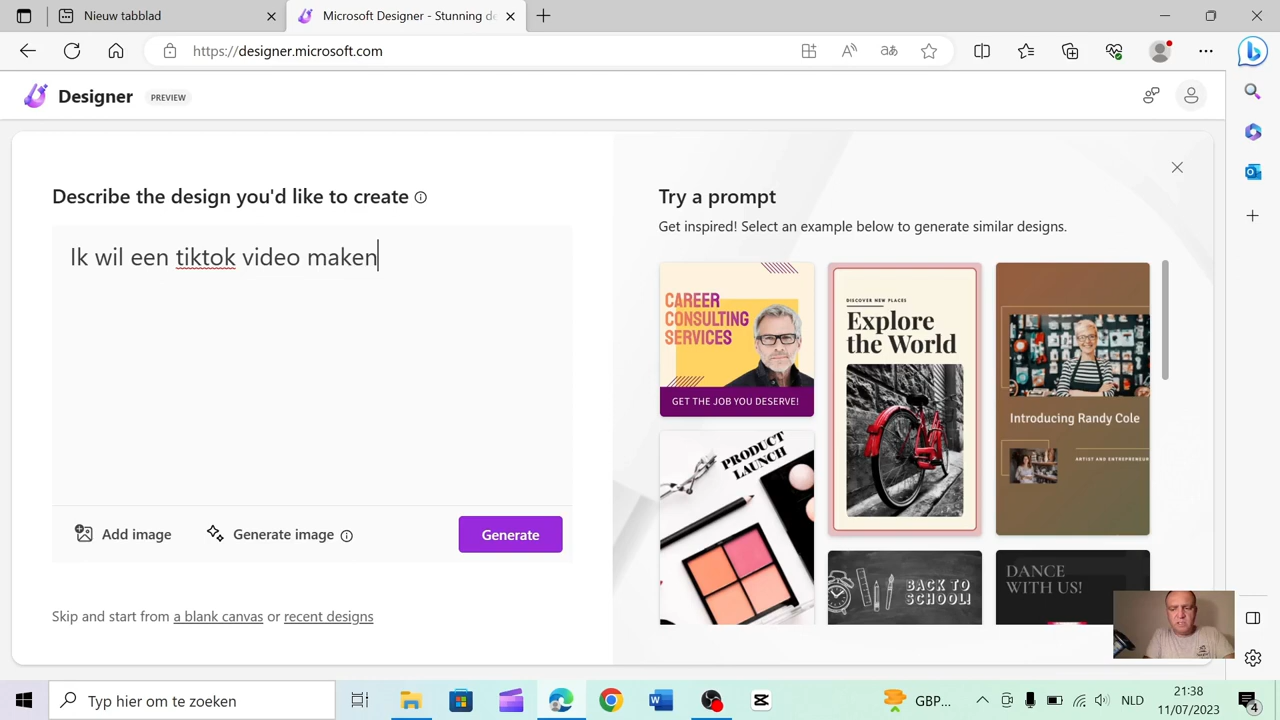 Nieuw tabblad
Microsoft Designer - Stunning de
https://designer.microsoft.com
Designer
PREVIEW
Describe the design you'd like to create
Ik wil een tiktok video maken
Add image
Generate image
Generate
Skip and start from a blank canvas or recent designs
Try a prompt
Get inspired! Select an example below to generate similar designs.
CAREER
CONSULTING
SERVICES
GET THE JOB YOU DESERVE!
DISCOVER NEW PLACES
Explore
the World
Introducing Randy Cole
ARTIST AND ENTREPRENEUR
PRODUCT
LAUNCH
BACK TO
SCHOOL!
DANCE
WITH US!
Typ hier om te zoeken
GBP...
NLD
21:38
11/07/2023
4